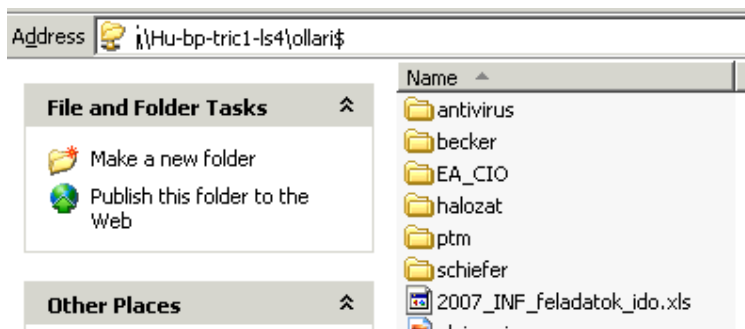 Address \\Hu-bp-tric1-ls4\ollari$
Name
File and Folder Tasks
Make a new folder
Publish this folder to the
Web
Other Places
antivirus
becker
EA_CIO
halozat
ptm
schiefer
2007_INF_feladatok_ido.xls